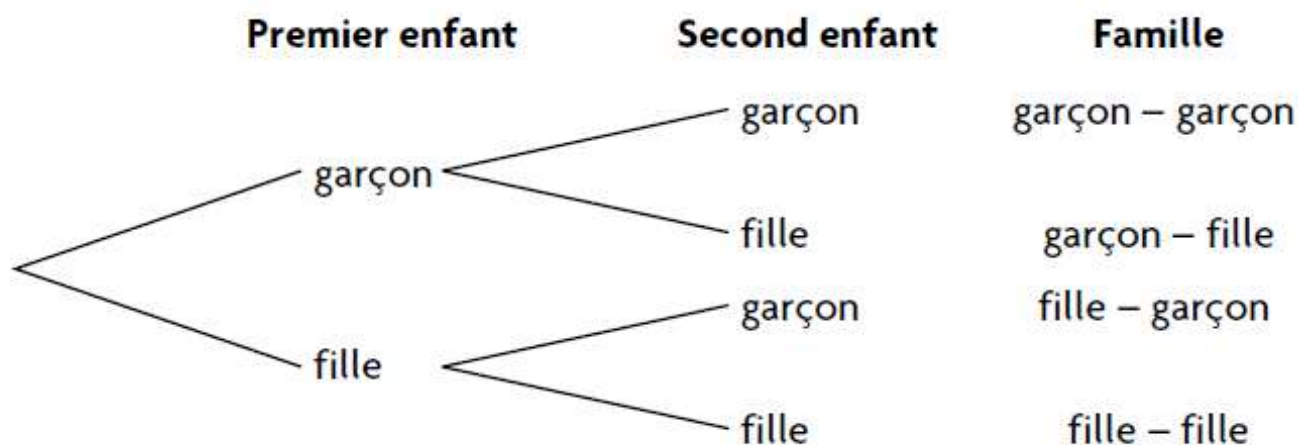 Premier enfant Second enfant Famille
garçon garçon – garçon
garçon
fille garçon – fille
garçon fille – garçon
fille
fille fille – fille